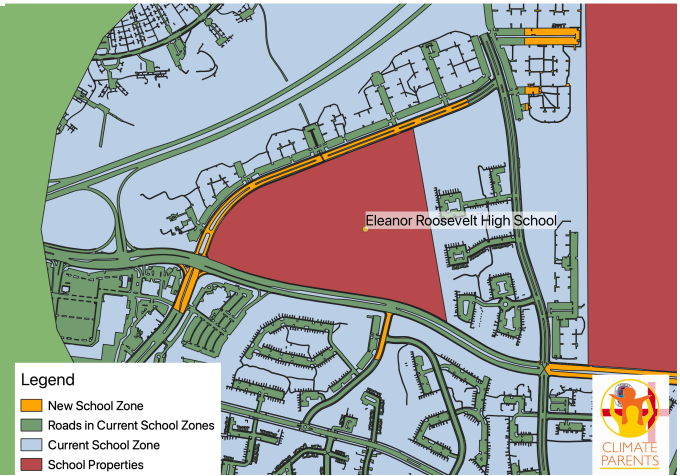 Eleanor Roosevelt High School
Legend
New School Zone
Roads in Current School Zones
Current School Zone
School Properties
CLIMATE
PARENTS